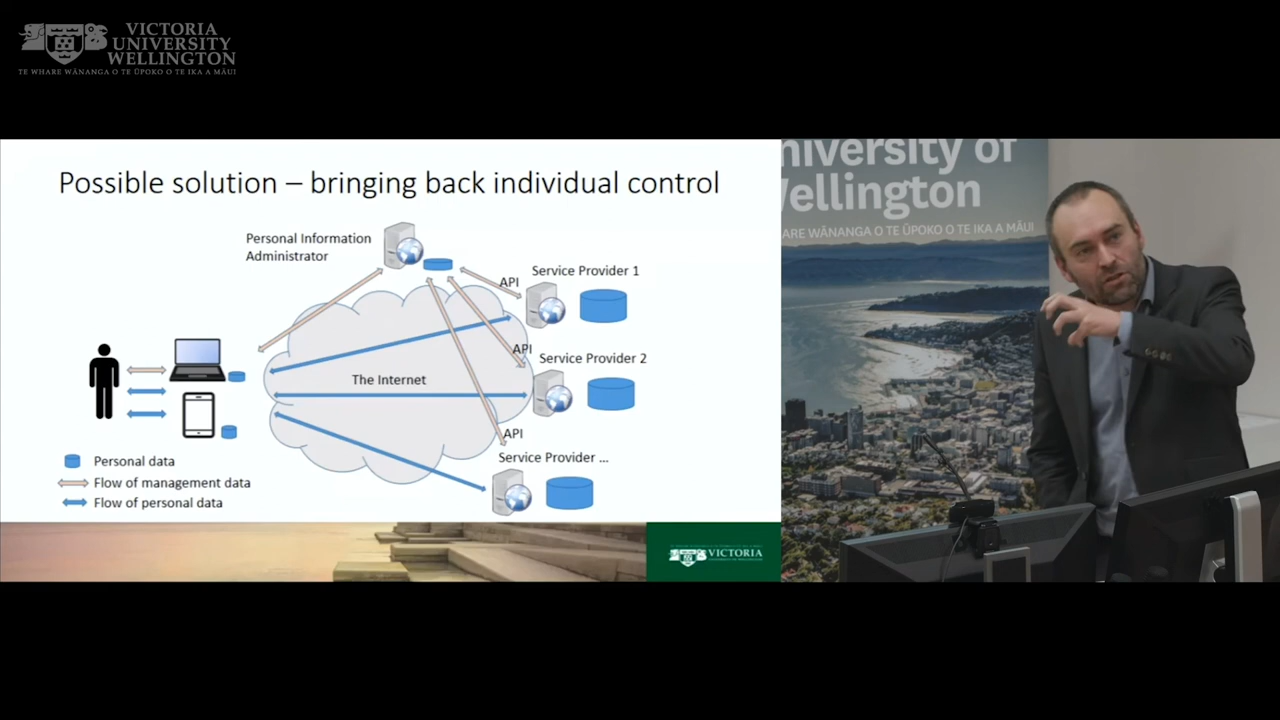 VICTORIA
UNIVERSITY
WELLINGTON
TE WHARE WĀNANGA O TE ŪPOKO O TE IKA A MĀUI
Possible solution – bringing back individual control
Personal Information
Administrator
API
Service Provider 1
API
Service Provider 2
The Internet
API
Service Provider ...
Personal data
Flow of management data
Flow of personal data
VICTORIA
niversity of
Wellington
HARE WĀNANGA O TE ŪPOKO O TE IKA A MĀUI